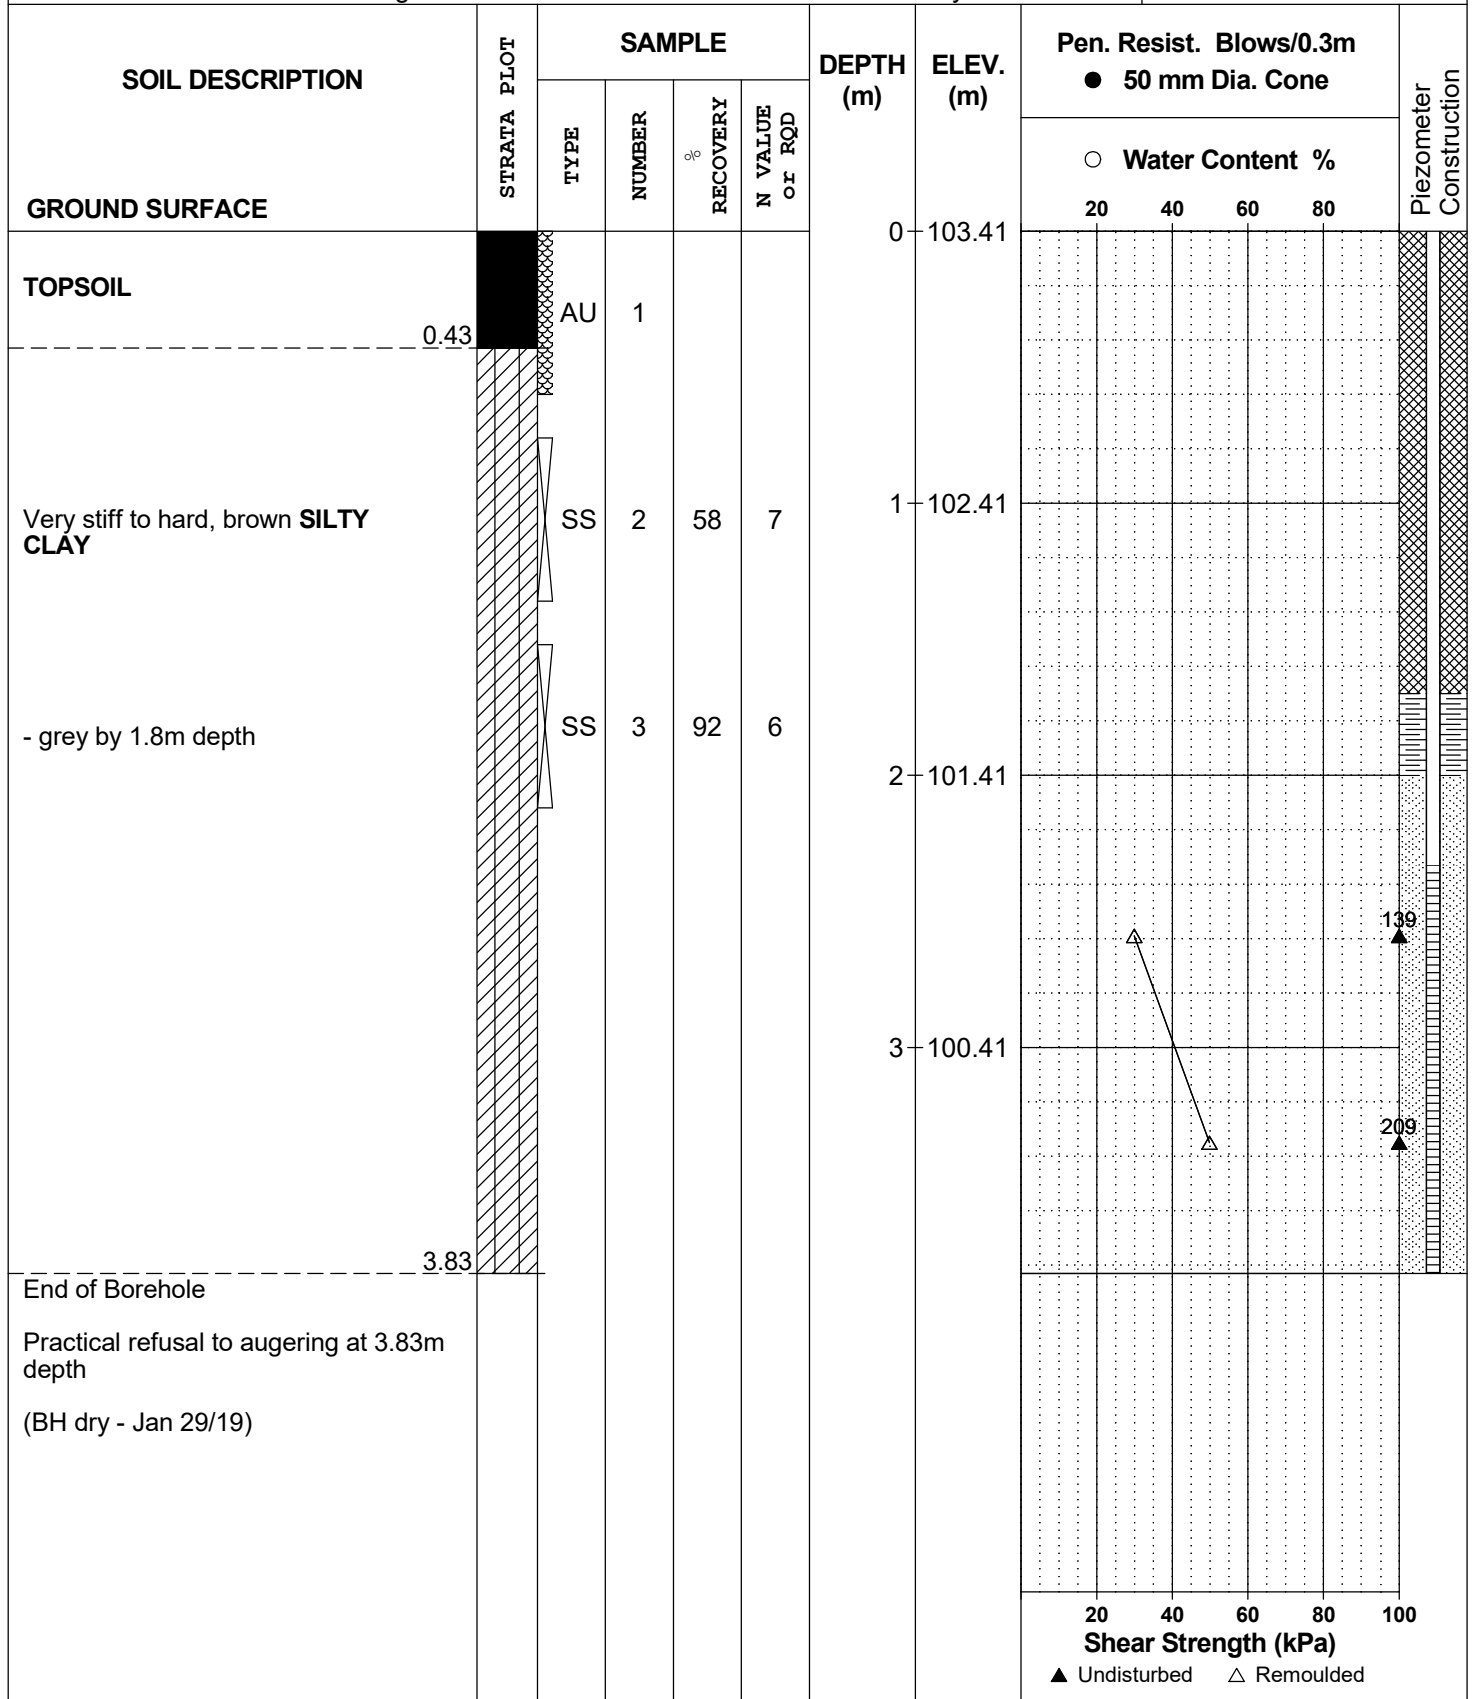 SOIL DESCRIPTION
GROUND SURFACE
STRATA PLOT
SAMPLE
TYPE
NUMBER
%
RECOVERY
N VALUE
or RQD
DEPTH
(m)
ELEV.
(m)
Pen. Resist. Blows/0.3m
● 50 mm Dia. Cone
○ Water Content %
20 40 60 80
Piezometer
Construction
0 103.41
TOPSOIL
0.43
AU 1
1 102.41
Very stiff to hard, brown SILTY
CLAY
SS 2 58 7
- grey by 1.8m depth
SS 3 92 6
2 101.41
139
3 100.41
209
3.83
End of Borehole
Practical refusal to augering at 3.83m
depth
(BH dry - Jan 29/19)
20 40 60 80 100
Shear Strength (kPa)
▲ Undisturbed △ Remoulded